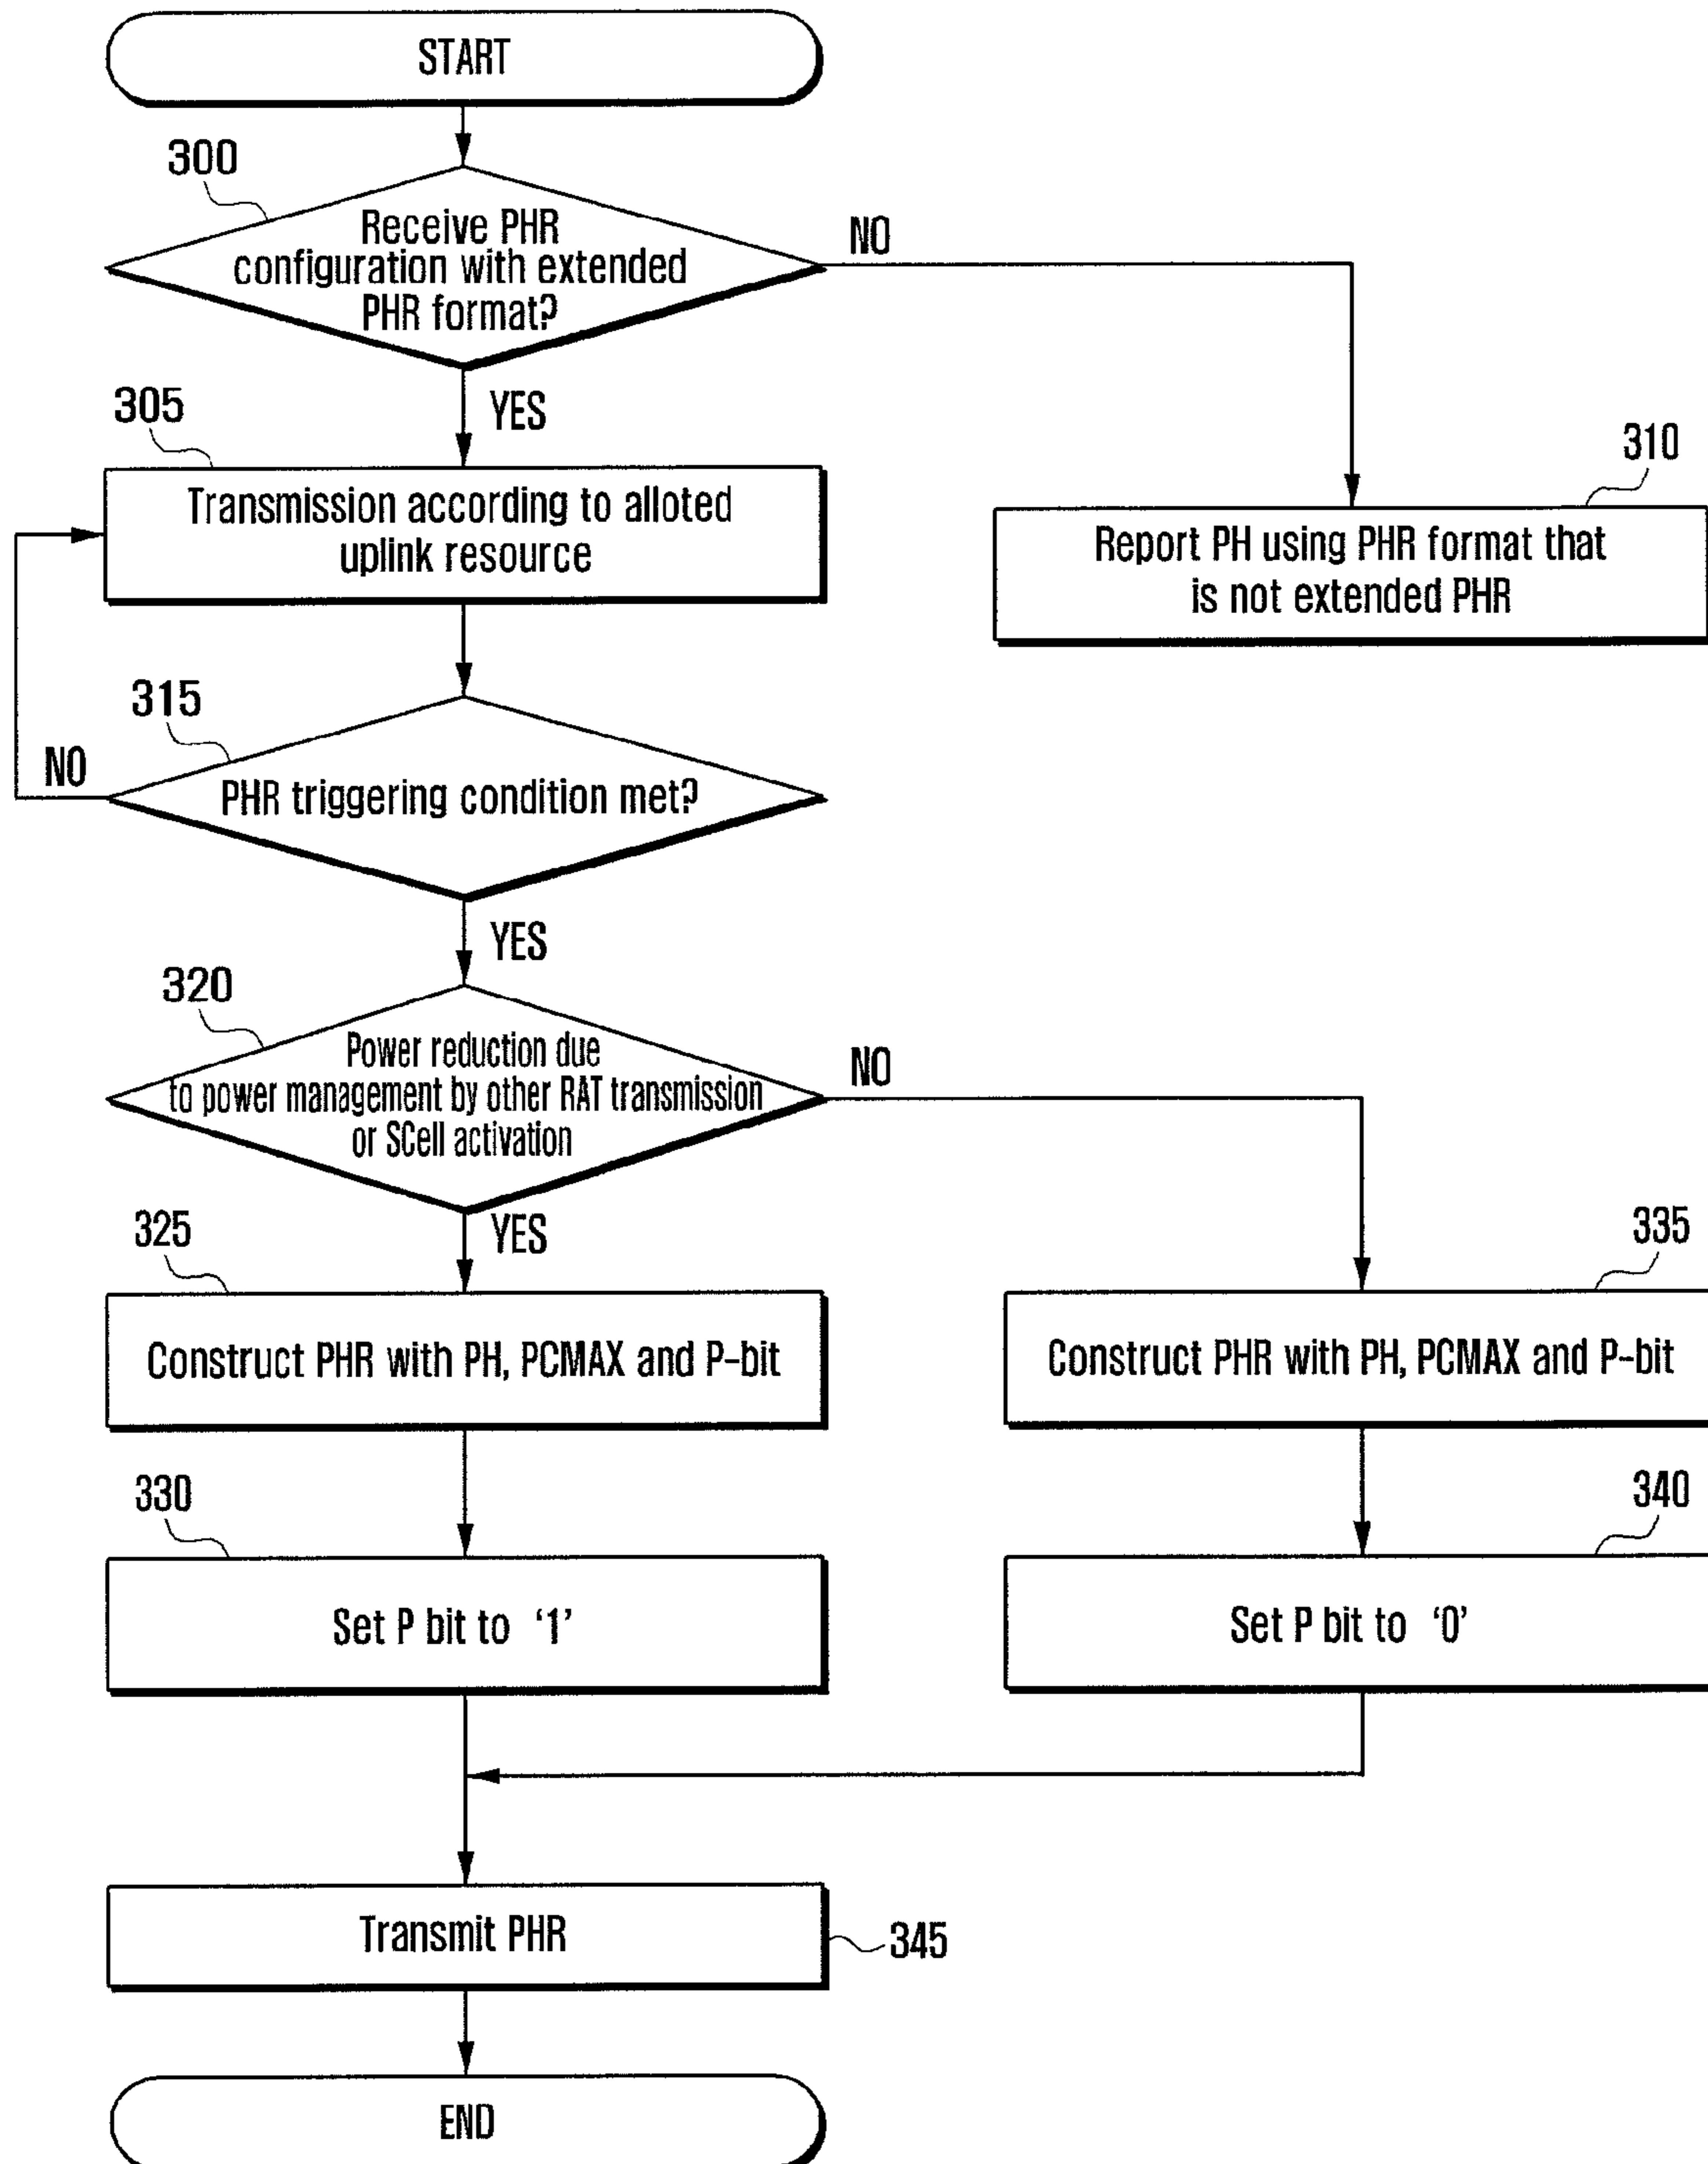 START
300
Receive PHR
configuration with extended
PHR format?
NO
YES
305
Transmission according to alloted
uplink resource
310
Report PH using PHR format that
is not extended PHR
315
NO
PHR triggering condition met?
YES
320
Power reduction due
to power management by other RAT transmission
or SCell activation
NO
YES
325
Construct PHR with PH, PCMAX and P-bit
335
Construct PHR with PH, PCMAX and P-bit
330
Set P bit to ‘1’
340
Set P bit to ‘0’
Transmit PHR
345
END